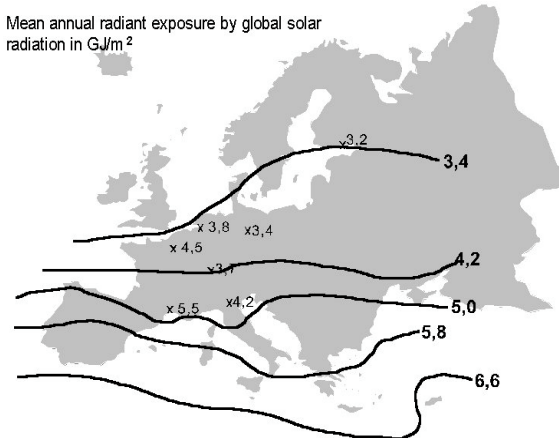 Mean annual radiant exposure by global solar
radiation in GJ/m²
x3,2
3,4
x 3,8
x3,4
x 4,5
4,2
x3,7
x4,2
5,0
x 5,5
5,8
6,6